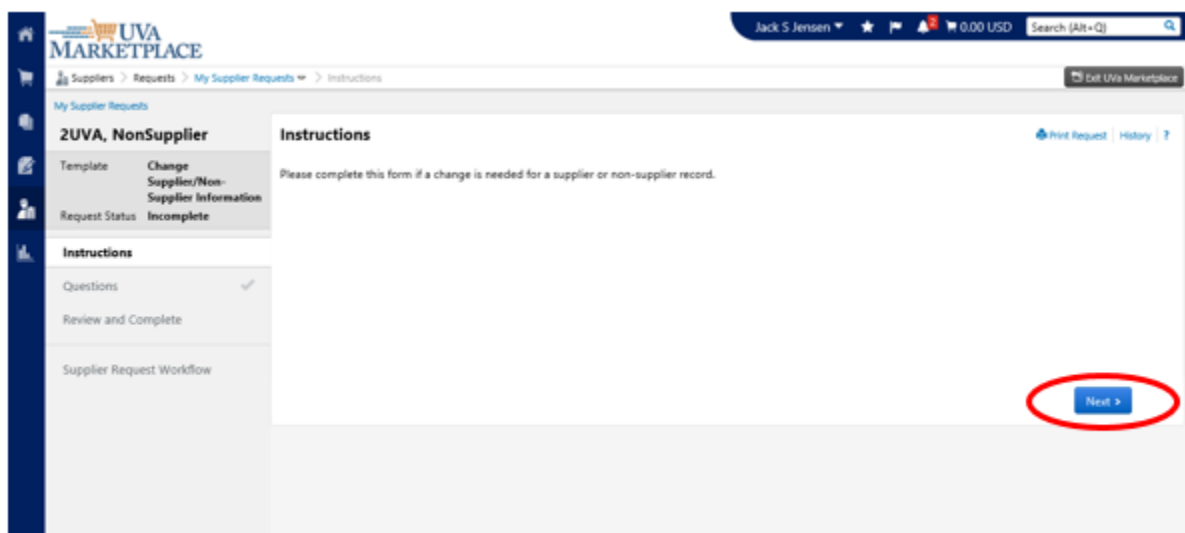 UVA
MARKETPLACE
Jack S Jensen
2
0.00 USD
Search (Alt+Q)
Suppliers > Requests > My Supplier Requests > Instructions
Exit UVa Marketplace
My Supplier Requests
2UVA, NonSupplier
Template Change
Supplier/Non-
Supplier Information
Request Status Incomplete
Instructions
Questions
Review and Complete
Supplier Request Workflow
Instructions
Print Request | History | ?
Please complete this form if a change is needed for a supplier or non-supplier record.
Next >